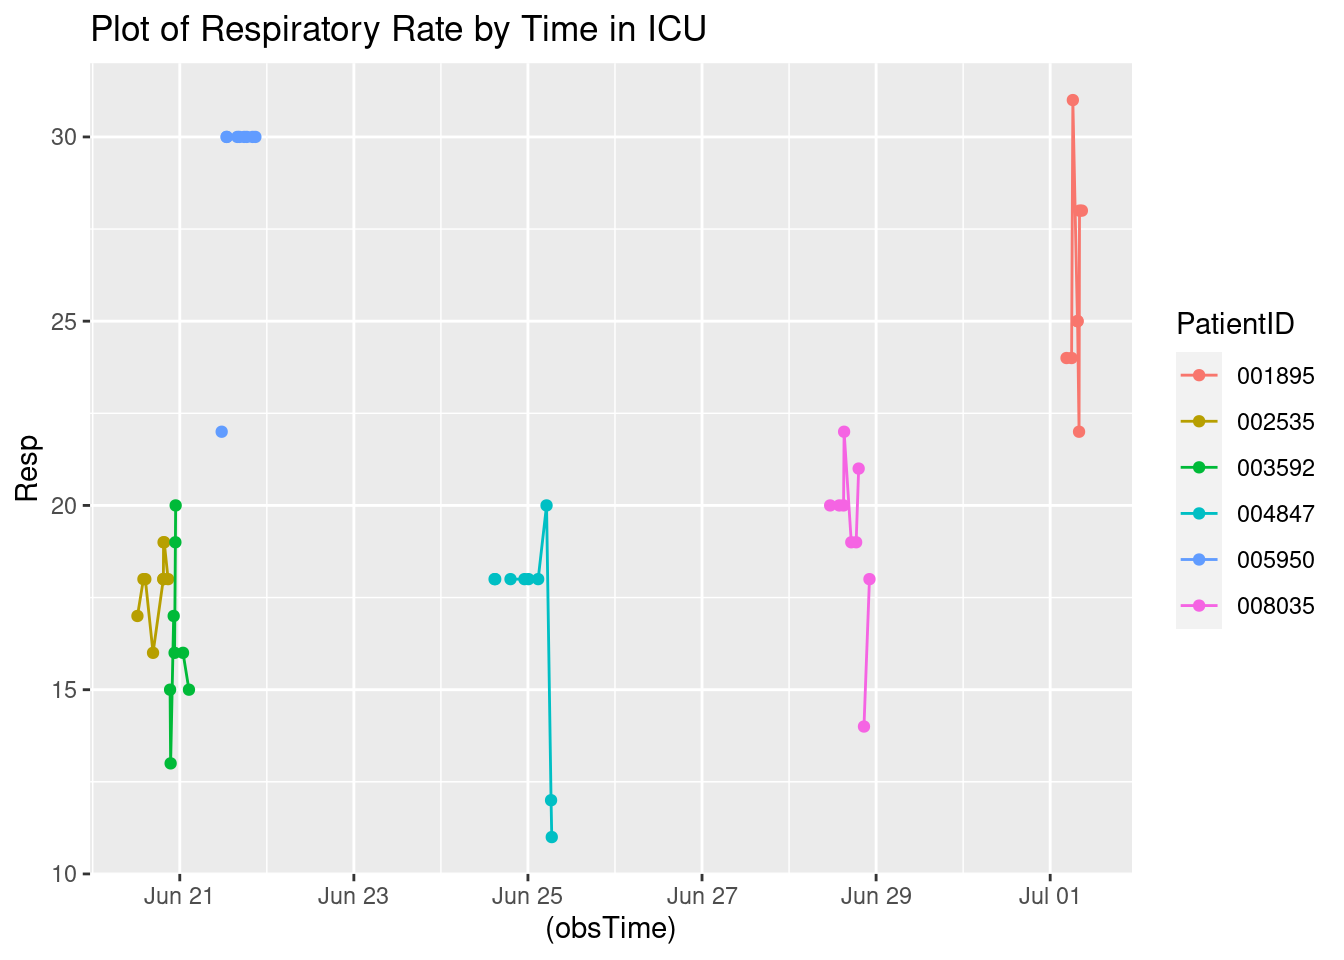 Plot of Respiratory Rate by Time in ICU
30
25
20
15
10
Resp
Jun 21
Jun 23
Jun 25
Jun 27
Jun 29
Jul 01
(obsTime)
PatientID
001895
002535
003592
004847
005950
008035